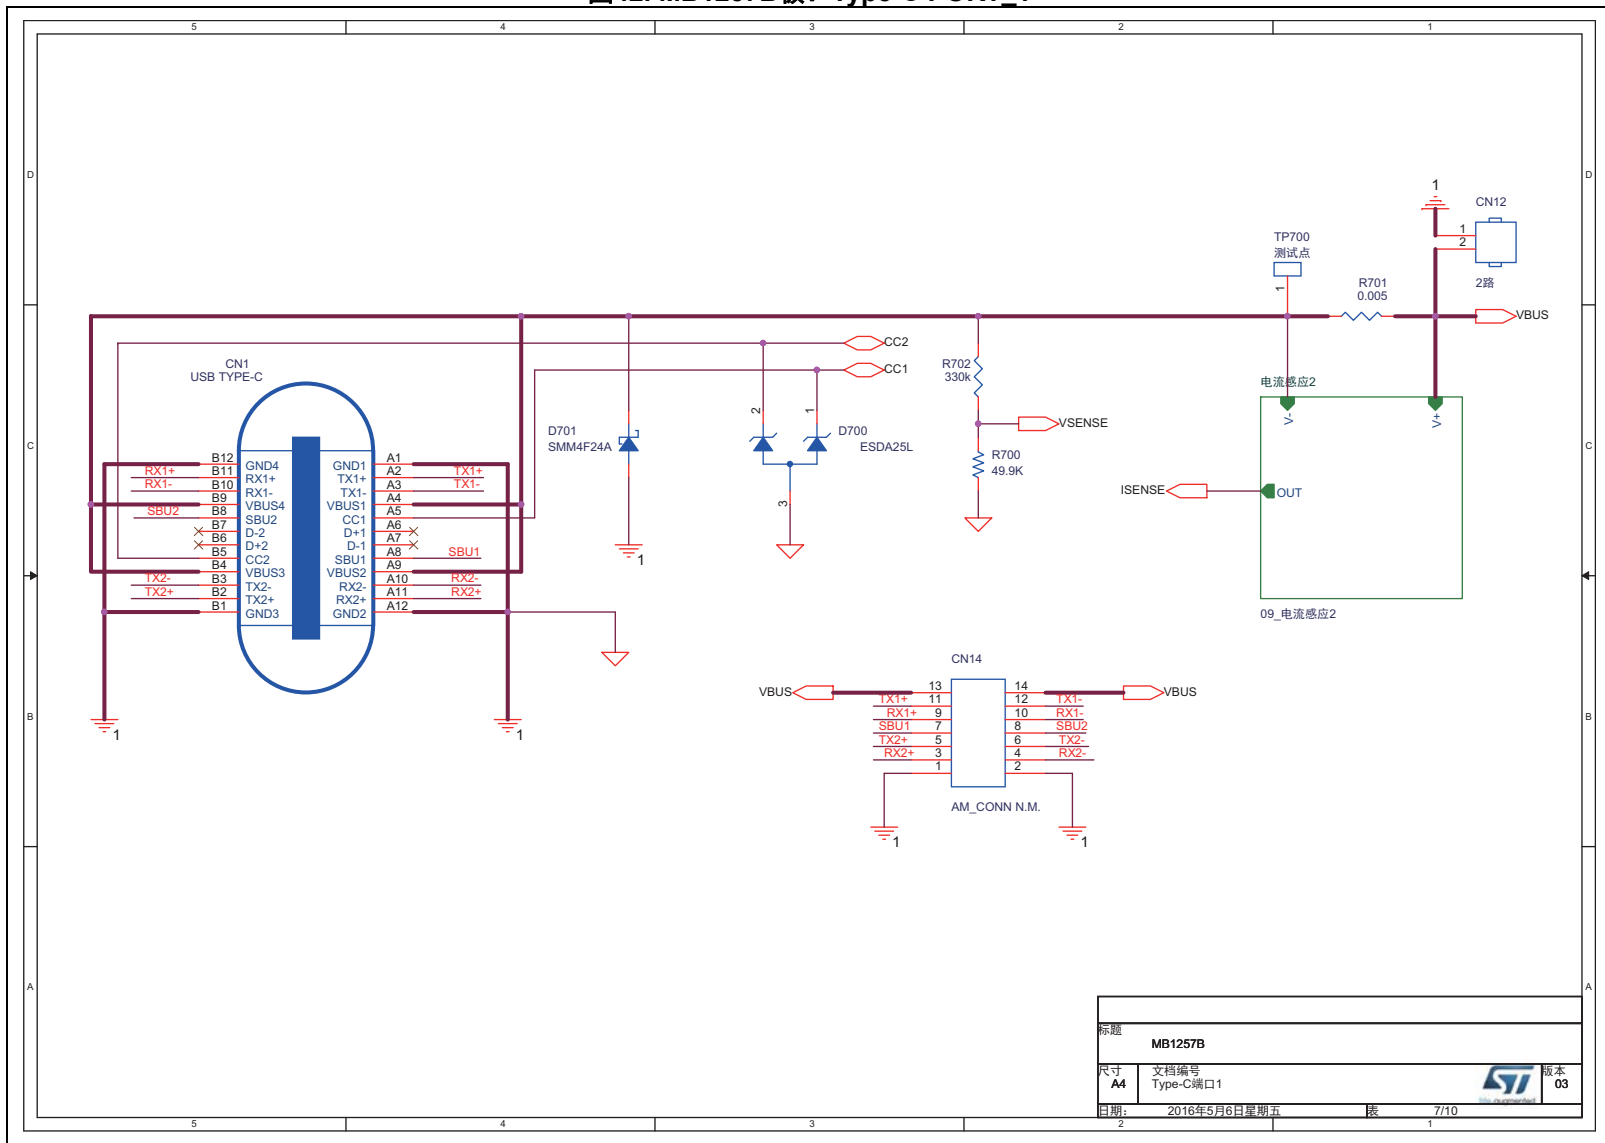 5 4 3 2 1
D D
1
CN12
1
2
2路
TP700
测试点
1
R701
0.005
VBUS
CC2
CC1
CN1
USB TYPE-C
R702
330k
电流感应2
V-
V+
D701
SMM4F24A
2
1
D700
ESDA25L
3
VSENSE
R700
49.9K
ISENSE
OUT
C C
B12 GND4 GND1 A1
RX1+ B11 RX1+ TX1+ A2 TX1+
RX1- B10 RX1- TX1- A3 TX1-
B9 VBUS4 VBUS1 A4
SBU2 B8 SBU2 CC1 A5
B7 D-2 D+1 A6
B6 D+2 D-1 A7
B5 CC2 SBU1 A8 SBU1
B4 VBUS3 VBUS2 A9
TX2- B3 TX2- RX2- A10 RX2-
TX2+ B2 TX2+ RX2+ A11 RX2+
B1 GND3 GND2 A12
1
09_电流感应2
CN14
VBUS 13 14 VBUS
TX1+ 11 12 TX1-
RX1+ 9 10 RX1-
SBU1 7 8 SBU2
TX2+ 5 6 TX2-
RX2+ 3 4 RX2-
1 2
B B
1 1
AM_CONN N.M.
1 1
A A
标题
MB1257B
尺寸
A4
文档编号
Type-C端口1
ST
life.augmented
版本
03
日期: 2016年5月6日星期五 表 7/10
5 4 3 2 1